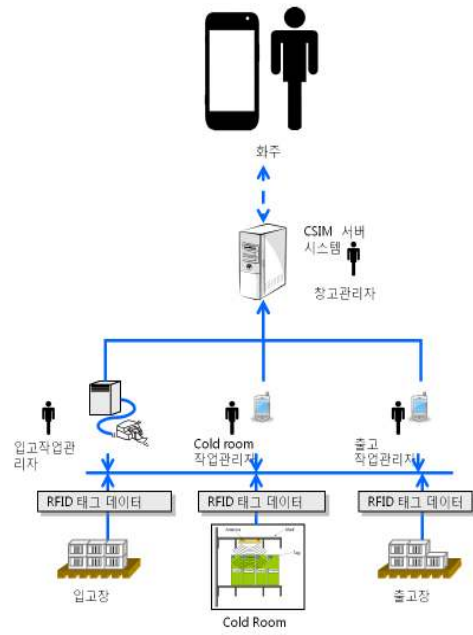 화주
CSIM 서버
시스템
창고관리자
입고작업관
리자
Cold room
작업관리자
출고
작업관리자
RFID 태그 데이터
RFID 태그 데이터
RFID 태그 데이터
입고장
Cold Room
출고장